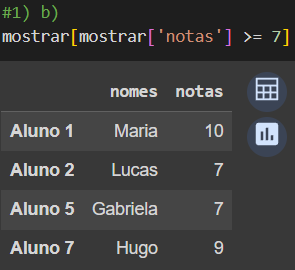 #1) b)
mostrar[mostrar['notas'] >= 7]
nomes notas
Aluno 1 Maria 10
Aluno 2 Lucas 7
Aluno 5 Gabriela 7
Aluno 7 Hugo 9